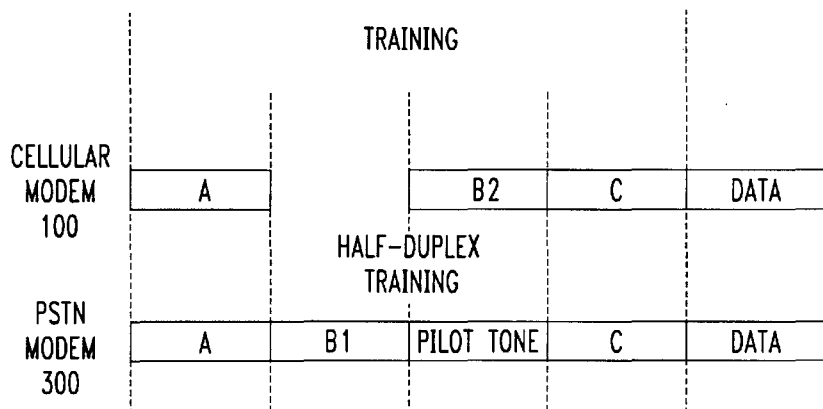 TRAINING
CELLULAR
MODEM
100
A
B2
C
DATA
HALF-DUPLEX
TRAINING
PSTN
MODEM
300
A
B1
PILOT TONE
C
DATA